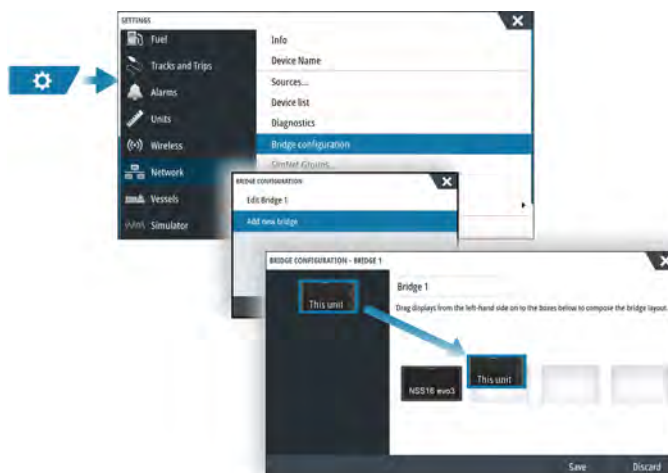 SETTINGS
Fuel
Tracks and Trips
Alarms
Units
Wireless
Network
Vessels
Simulator
Info
Device Name
Sources...
Device list
Diagnostics
Bridge configuration
Control Groups...
BRIDGE CONFIGURATION
Edit Bridge 1
Add new bridge
BRIDGE CONFIGURATION - BRIDGE 1
This unit
Bridge 1
Drag displays from the left-hand side on to the boxes below to compose the bridge layout.
NSS16 evo3
This unit
Save
Discard